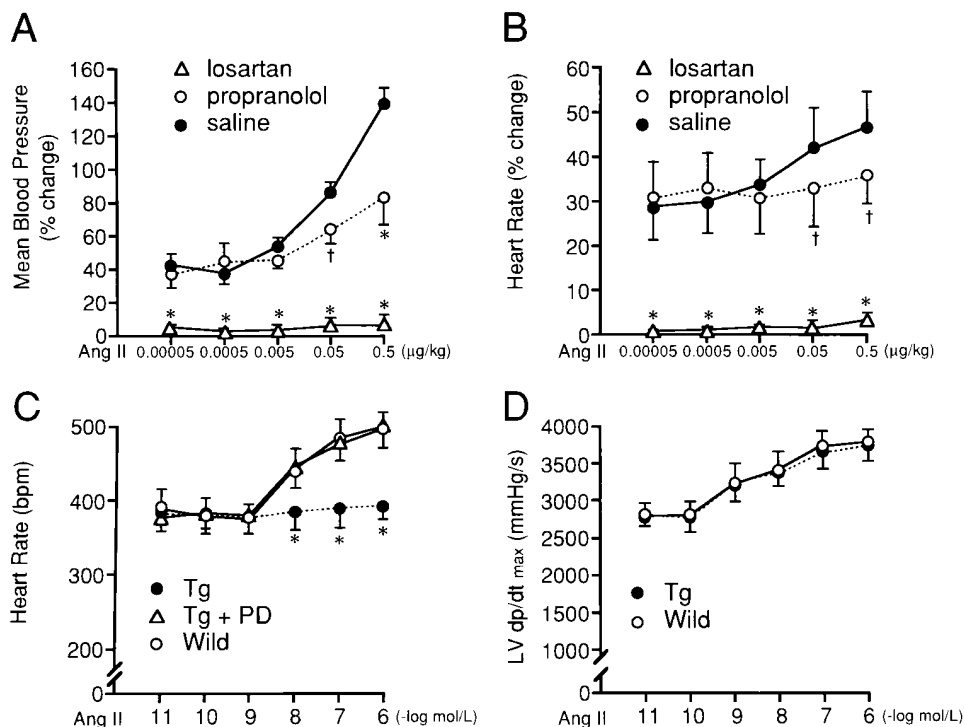 A
Mean Blood Pressure
(% change)
160
140
120
100
80
60
40
20
0
△ losartan
○ propranolol
● saline
* * * * *
† *
Ang II 0.00005 0.0005 0.005 0.05 0.5 (µg/kg)
B
Heart Rate (% change)
60
50
40
30
20
10
0
△ losartan
○ propranolol
● saline
* * * * *
† †
Ang II 0.00005 0.0005 0.005 0.05 0.5 (µg/kg)
C
Heart Rate (bpm)
500
400
300
200
0
● Tg
△ Tg + PD
○ Wild
* * *
Ang II 11 10 9 8 7 6 (-log mol/L)
D
LV dp/dt max (mmHg/s)
4000
3500
3000
2500
2000
1500
1000
0
● Tg
○ Wild
Ang II 11 10 9 8 7 6 (-log mol/L)